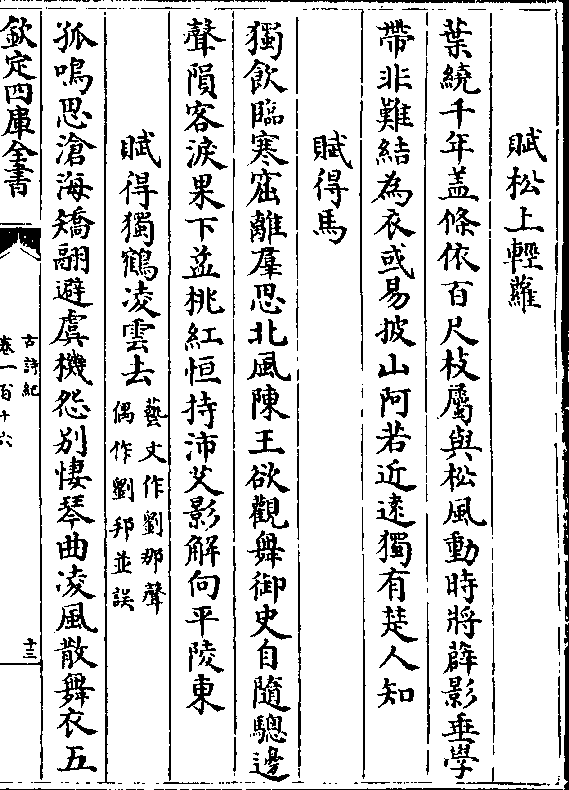 賦松上輕蘿
葉繞千年盖條依百尺枝屬與松風動時將薜影垂學
帶非難結為衣或易披山阿若近逺獨有楚人知
賦得馬
獨飲臨寒窟離羣思北風陳王欲觀舞御史自隨驄邊
聲隕客淚果下益桃紅恒持沛艾影解向平陵東
賦得獨鶴凌雲去藝文作劉那聲
偶作劉邦並誤
孤鳴思滄海矯翮避虞機怨別悽琴曲凌風散舞衣五
欽定四庫全書
古詩紀
卷一百十六
十三